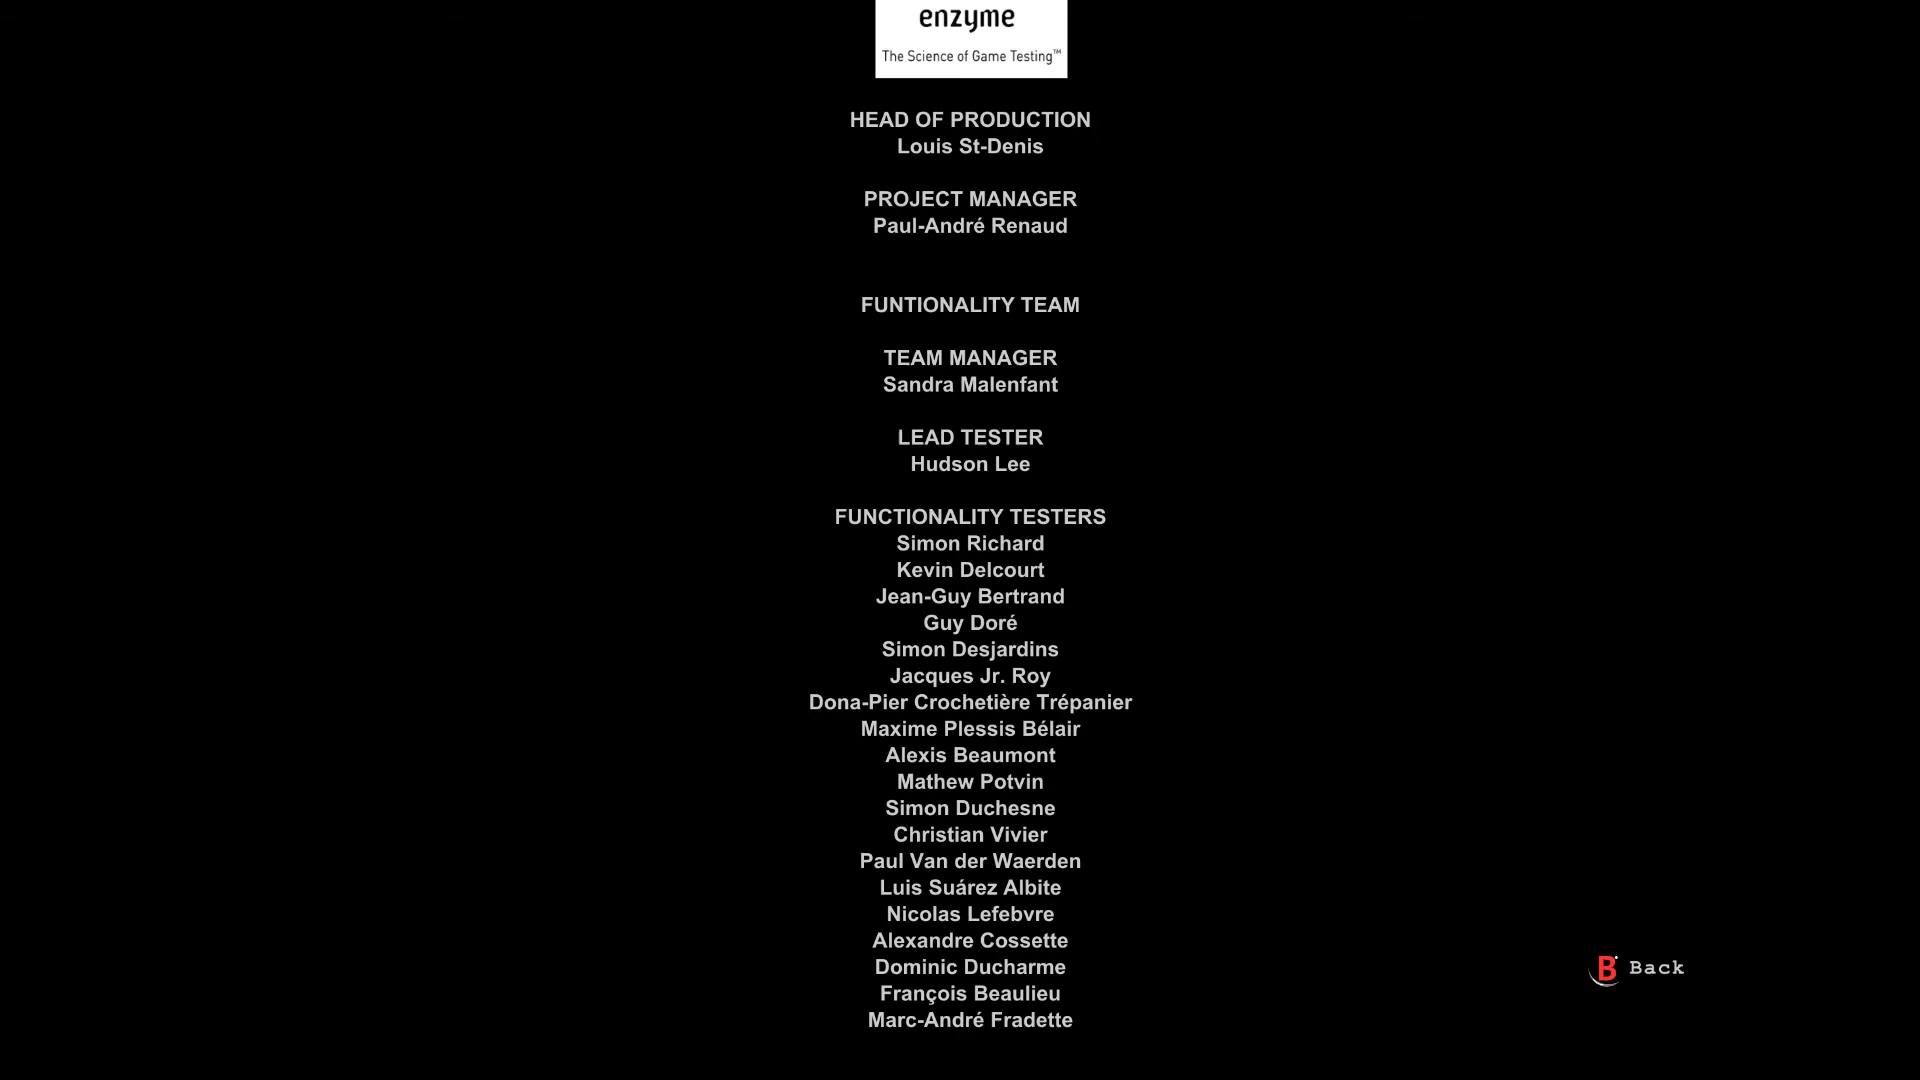 enzyme
The Science of Game Testing™
HEAD OF PRODUCTION
Louis St-Denis
PROJECT MANAGER
Paul-André Renaud
FUNTIONALITY TEAM
TEAM MANAGER
Sandra Malenfant
LEAD TESTER
Hudson Lee
FUNCTIONALITY TESTERS
Simon Richard
Kevin Delcourt
Jean-Guy Bertrand
Guy Doré
Simon Desjardins
Jacques Jr. Roy
Dona-Pier Crochetière Trépanier
Maxime Plessis Bélair
Alexis Beaumont
Mathew Potvin
Simon Duchesne
Christian Vivier
Paul Van der Waerden
Luis Suárez Albite
Nicolas Lefebvre
Alexandre Cossette
Dominic Ducharme
François Beaulieu
Marc-André Fradette
B Back